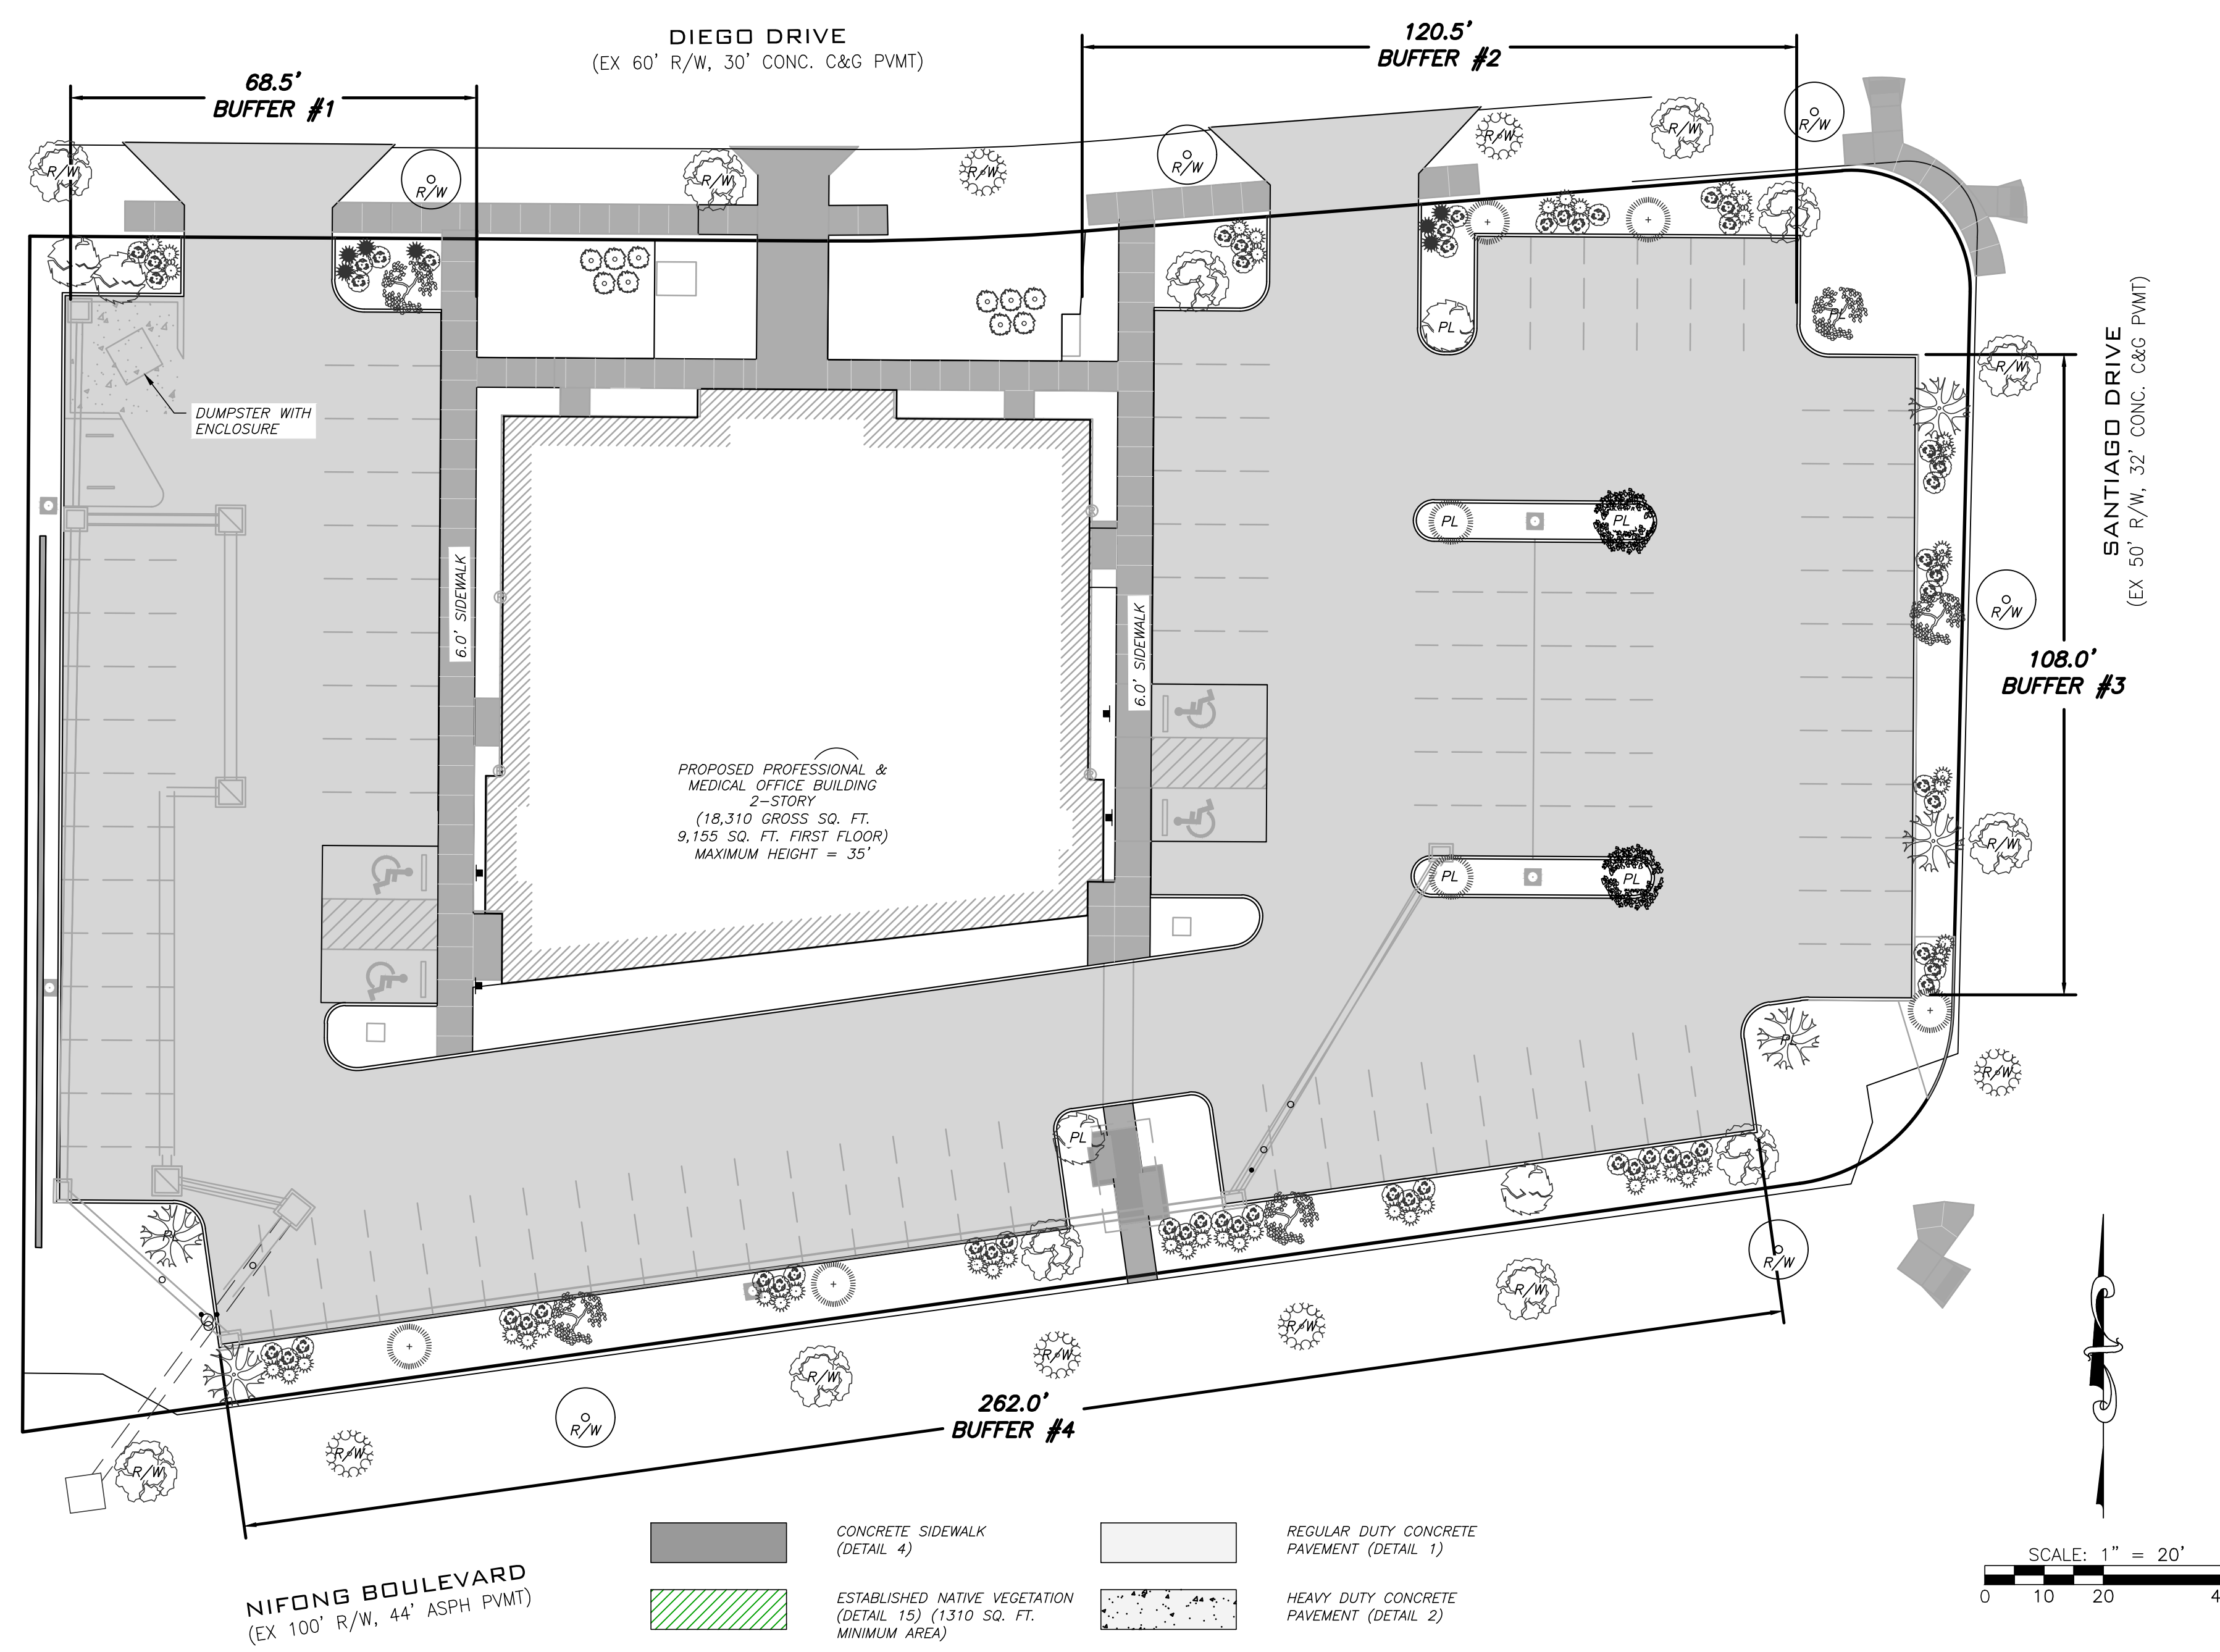 DIEGO DRIVE
(EX 60' R/W, 30' CONC. C&G PVMT)
120.5'
BUFFER #2
68.5'
BUFFER #1
R/W
R/W
R/W
R/W
R/W
R/W
R/W
R/W
PL
PL
DUMPSTER WITH
ENCLOSURE
SANTIAGO DRIVE
(EX 50' R/W, 32' CONC. C&G PVMT)
R/W
PL
PL
6.0' SIDEWALK
6.0' SIDEWALK
R/W
108.0'
BUFFER #3
PROPOSED PROFESSIONAL &
MEDICAL OFFICE BUILDING
2-STORY
(18,310 GROSS SQ. FT.
9,155 SQ. FT. FIRST FLOOR)
MAXIMUM HEIGHT = 35'
R/W
PL
PL
PL
R/W
PL
PL
R/W
R/W
R/W
R/W
R/W
R/W
R/W
R/W
262.0'
BUFFER #4
NIFONG BOULEVARD
(EX 100' R/W, 44' ASPH PVMT)
CONCRETE SIDEWALK
(DETAIL 4)
REGULAR DUTY CONCRETE
PAVEMENT (DETAIL 1)
ESTABLISHED NATIVE VEGETATION
(DETAIL 15) (1310 SQ. FT.
MINIMUM AREA)
HEAVY DUTY CONCRETE
PAVEMENT (DETAIL 2)
SCALE: 1" = 20'
0 10 20 4